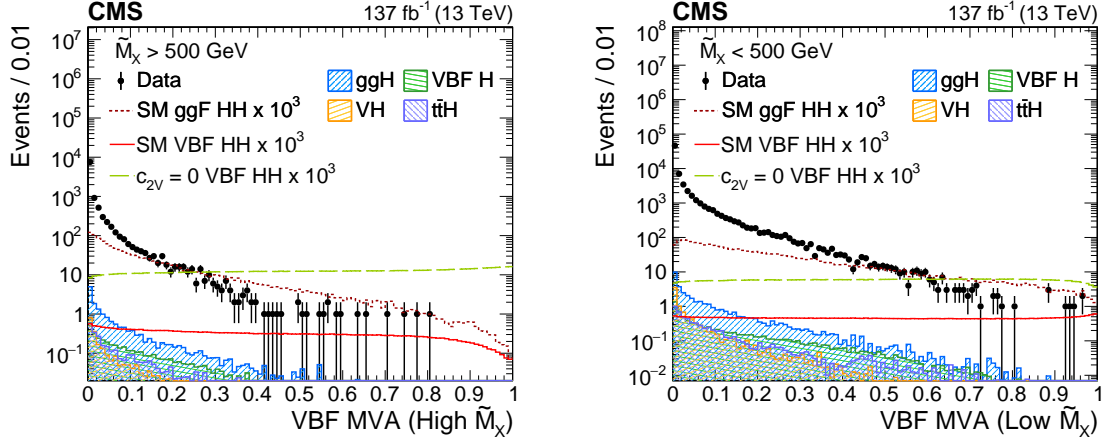 CMS 137 fb⁻¹ (13 TeV)
M̃_X > 500 GeV
Data
SM ggF HH x 10³
SM VBF HH x 10³
c_2V = 0 VBF HH x 10³
ggH VBF H
VH tt̄H
Events / 0.01
10⁷
10⁶
10⁵
10⁴
10³
10²
10
1
10⁻¹
0 0.1 0.2 0.3 0.4 0.5 0.6 0.7 0.8 0.9 1
VBF MVA (High M̃_X)
CMS 137 fb⁻¹ (13 TeV)
M̃_X < 500 GeV
Data
SM ggF HH x 10³
SM VBF HH x 10³
c_2V = 0 VBF HH x 10³
ggH VBF H
VH tt̄H
Events / 0.01
10⁸
10⁷
10⁶
10⁵
10⁴
10³
10²
10
1
10⁻¹
10⁻²
0 0.1 0.2 0.3 0.4 0.5 0.6 0.7 0.8 0.9 1
VBF MVA (Low M̃_X)